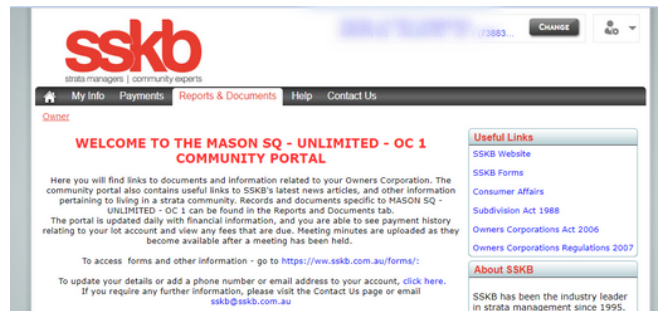 sskb
strata managers | community experts
(73883...
CHANGE
My Info Payments Reports & Documents Help Contact Us
Owner
WELCOME TO THE MASON SQ - UNLIMITED - OC 1
COMMUNITY PORTAL
Here you will find links to documents and information related to your Owners Corporation. The
community portal also contains useful links to SSKB's latest news articles, and other information
pertaining to living in a strata community. Records and documents specific to MASON SQ -
UNLIMITED - OC 1 can be found in the Reports and Documents tab.
The portal is updated daily with financial information, and you are able to see payment history
relating to your lot account and view any fees that are due. Meeting minutes are uploaded as they
become available after a meeting has been held.
To access forms and other information - go to https://ww.sskb.com.au/forms/:
To update your details or add a phone number or email address to your account, click here.
If you require any further information, please visit the Contact Us page or email
sskb@sskb.com.au
Useful Links
SSKB Website
SSKB Forms
Consumer Affairs
Subdivision Act 1988
Owners Corporations Act 2006
Owners Corporations Regulations 2007
About SSKB
SSKB has been the industry leader
in strata management since 1995.